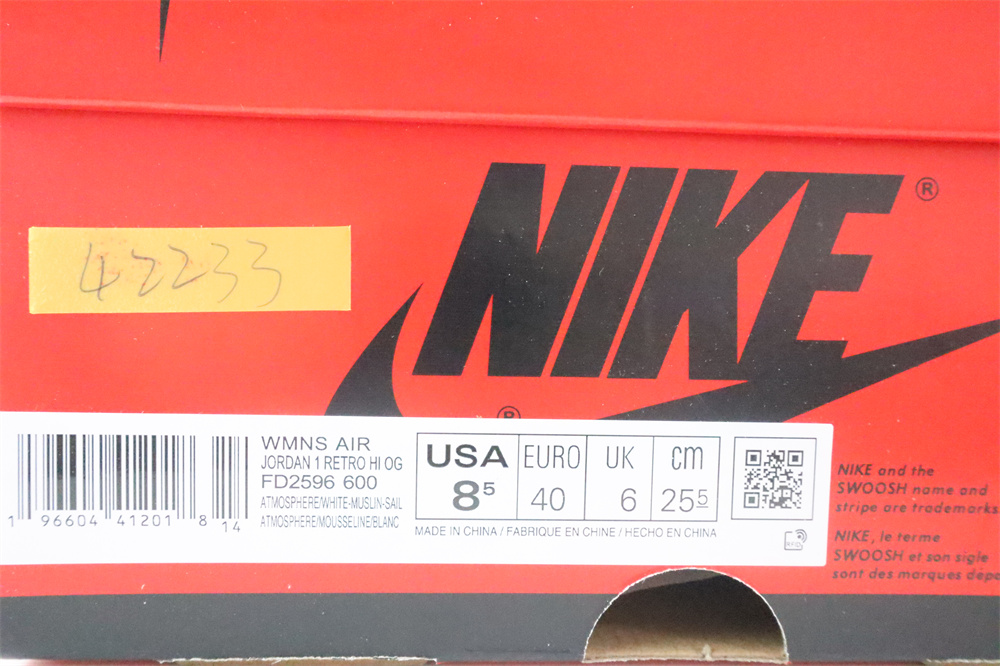 NIKE®
42233
®
WMNS AIR
JORDAN 1 RETRO HI OG
FD2596 600
ATMOSPHERE/WHITE-MUSLIN-SAIL
ATMOSPHERE/MOUSSELINE/BLANC
USA EURO UK cm
8⁵ 40 6 25⁵
MADE IN CHINA / FABRIQUE EN CHINE / HECHO EN CHINA
1 96604 41201 8 14
RFID
NIKE and the
SWOOSH name and
stripe are trademarks
NIKE, le terme
SWOOSH et son sigle
sont des marques dépo